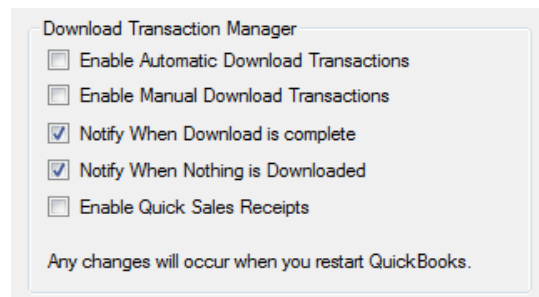 Download Transaction Manager
Enable Automatic Download Transactions
Enable Manual Download Transactions
Notify When Download is complete
Notify When Nothing is Downloaded
Enable Quick Sales Receipts
Any changes will occur when you restart QuickBooks.